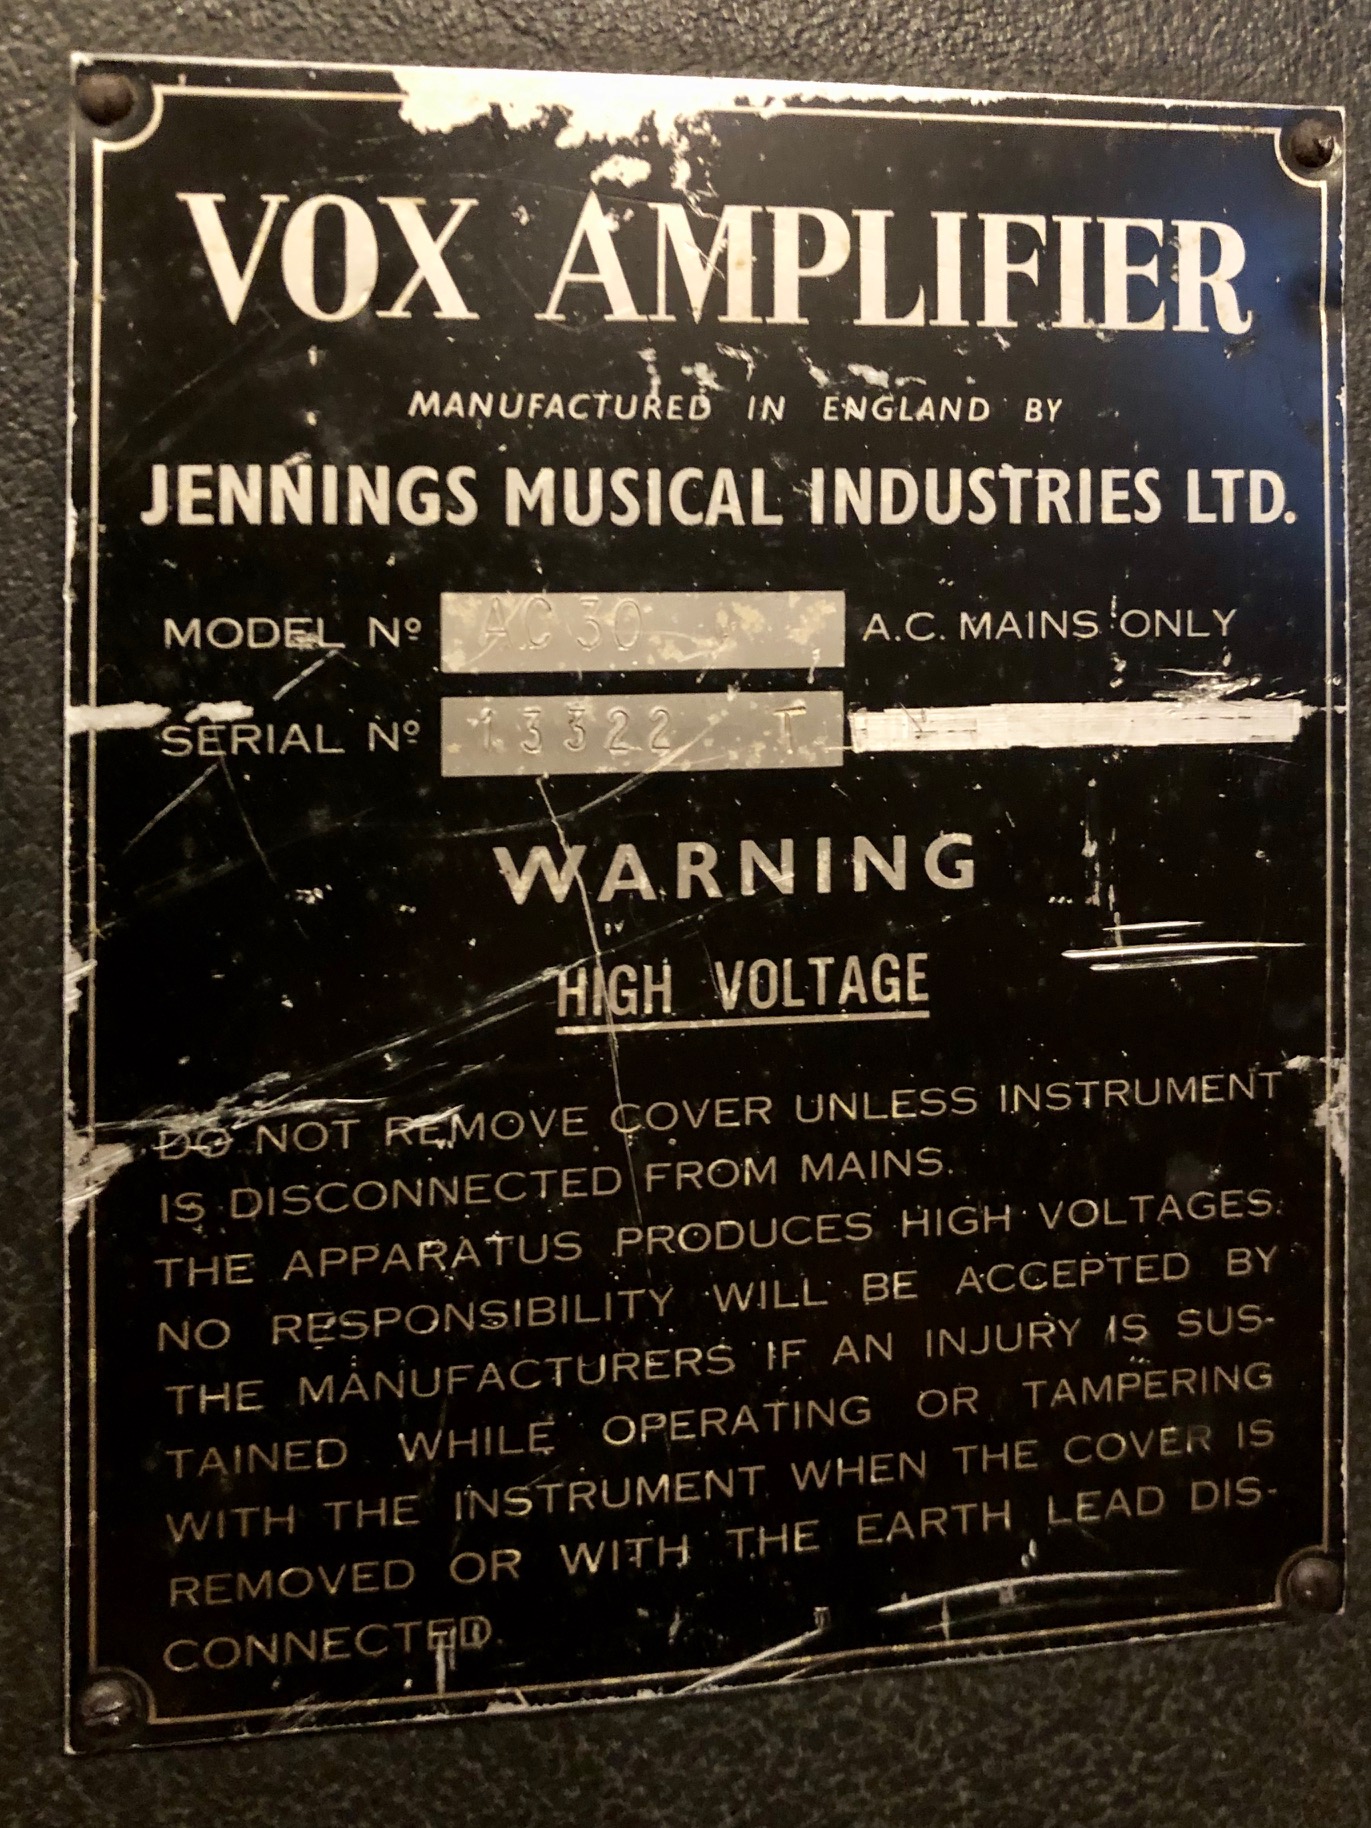 VOX AMPLIFIER
MANUFACTURED IN ENGLAND BY
JENNINGS MUSICAL INDUSTRIES LTD.
MODEL Nº AC 30 A.C. MAINS ONLY
SERIAL Nº 13322 T
WARNING
HIGH VOLTAGE
DO NOT REMOVE COVER UNLESS INSTRUMENT
IS DISCONNECTED FROM MAINS.
THE APPARATUS PRODUCES HIGH VOLTAGES.
NO RESPONSIBILITY WILL BE ACCEPTED BY
THE MANUFACTURERS IF AN INJURY IS SUS-
TAINED WHILE OPERATING OR TAMPERING
WITH THE INSTRUMENT WHEN THE COVER IS
REMOVED OR WITH THE EARTH LEAD DIS-
CONNECTED.